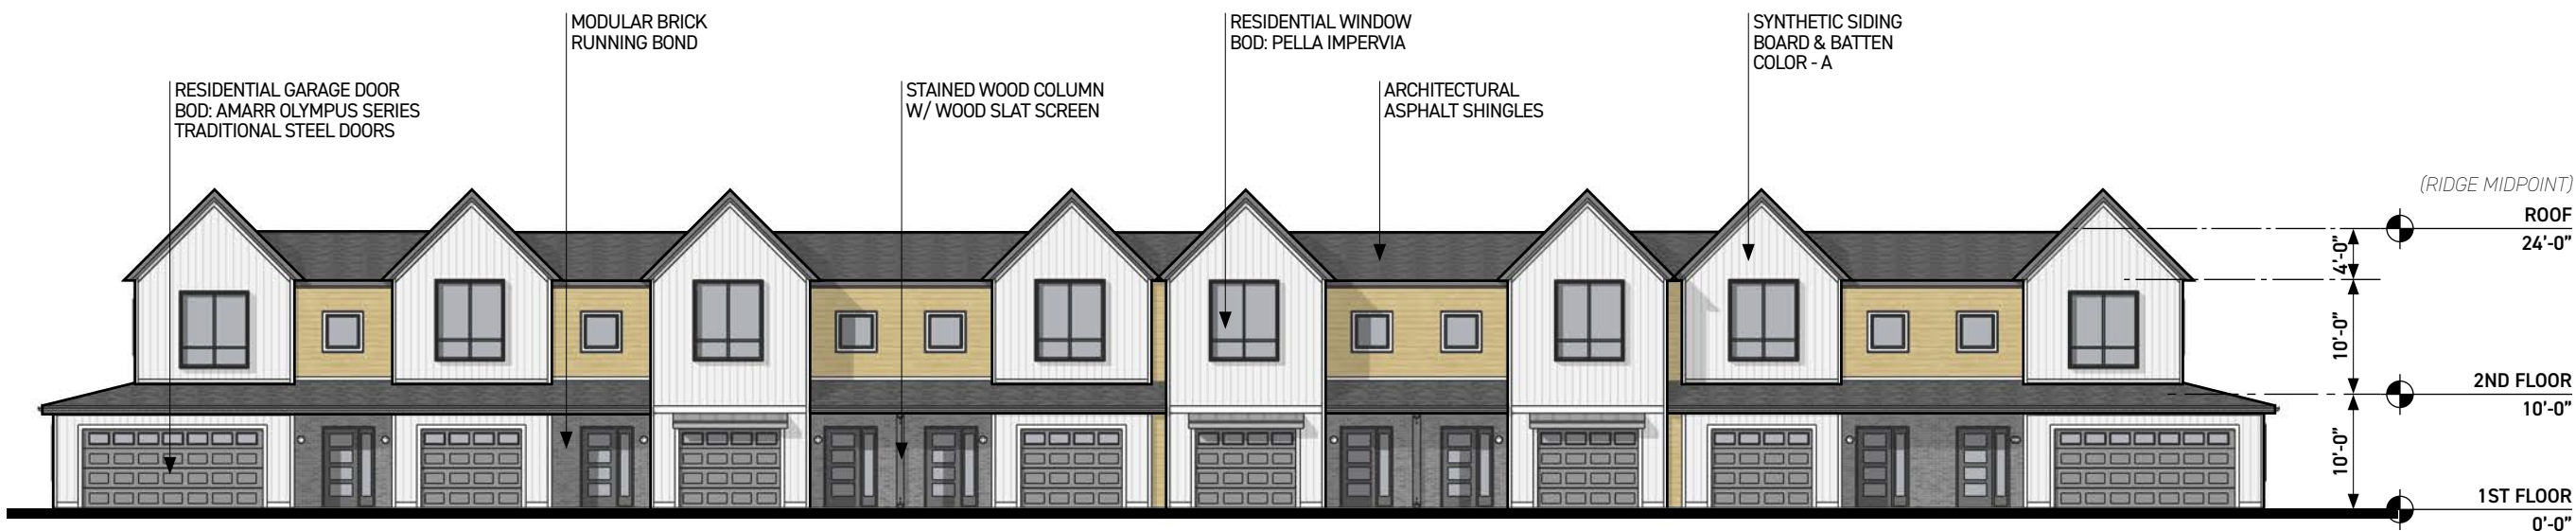 MODULAR BRICK
RUNNING BOND
RESIDENTIAL WINDOW
BOD: PELLA IMPERVIA
SYNTHETIC SIDING
BOARD & BATTEN
COLOR - A
RESIDENTIAL GARAGE DOOR
BOD: AMARR OLYMPUS SERIES
TRADITIONAL STEEL DOORS
STAINED WOOD COLUMN
W/ WOOD SLAT SCREEN
ARCHITECTURAL
ASPHALT SHINGLES
(RIDGE MIDPOINT)
ROOF
24'-0"
4'-0"
10'-0"
2ND FLOOR
10'-0"
10'-0"
1ST FLOOR
0'-0"